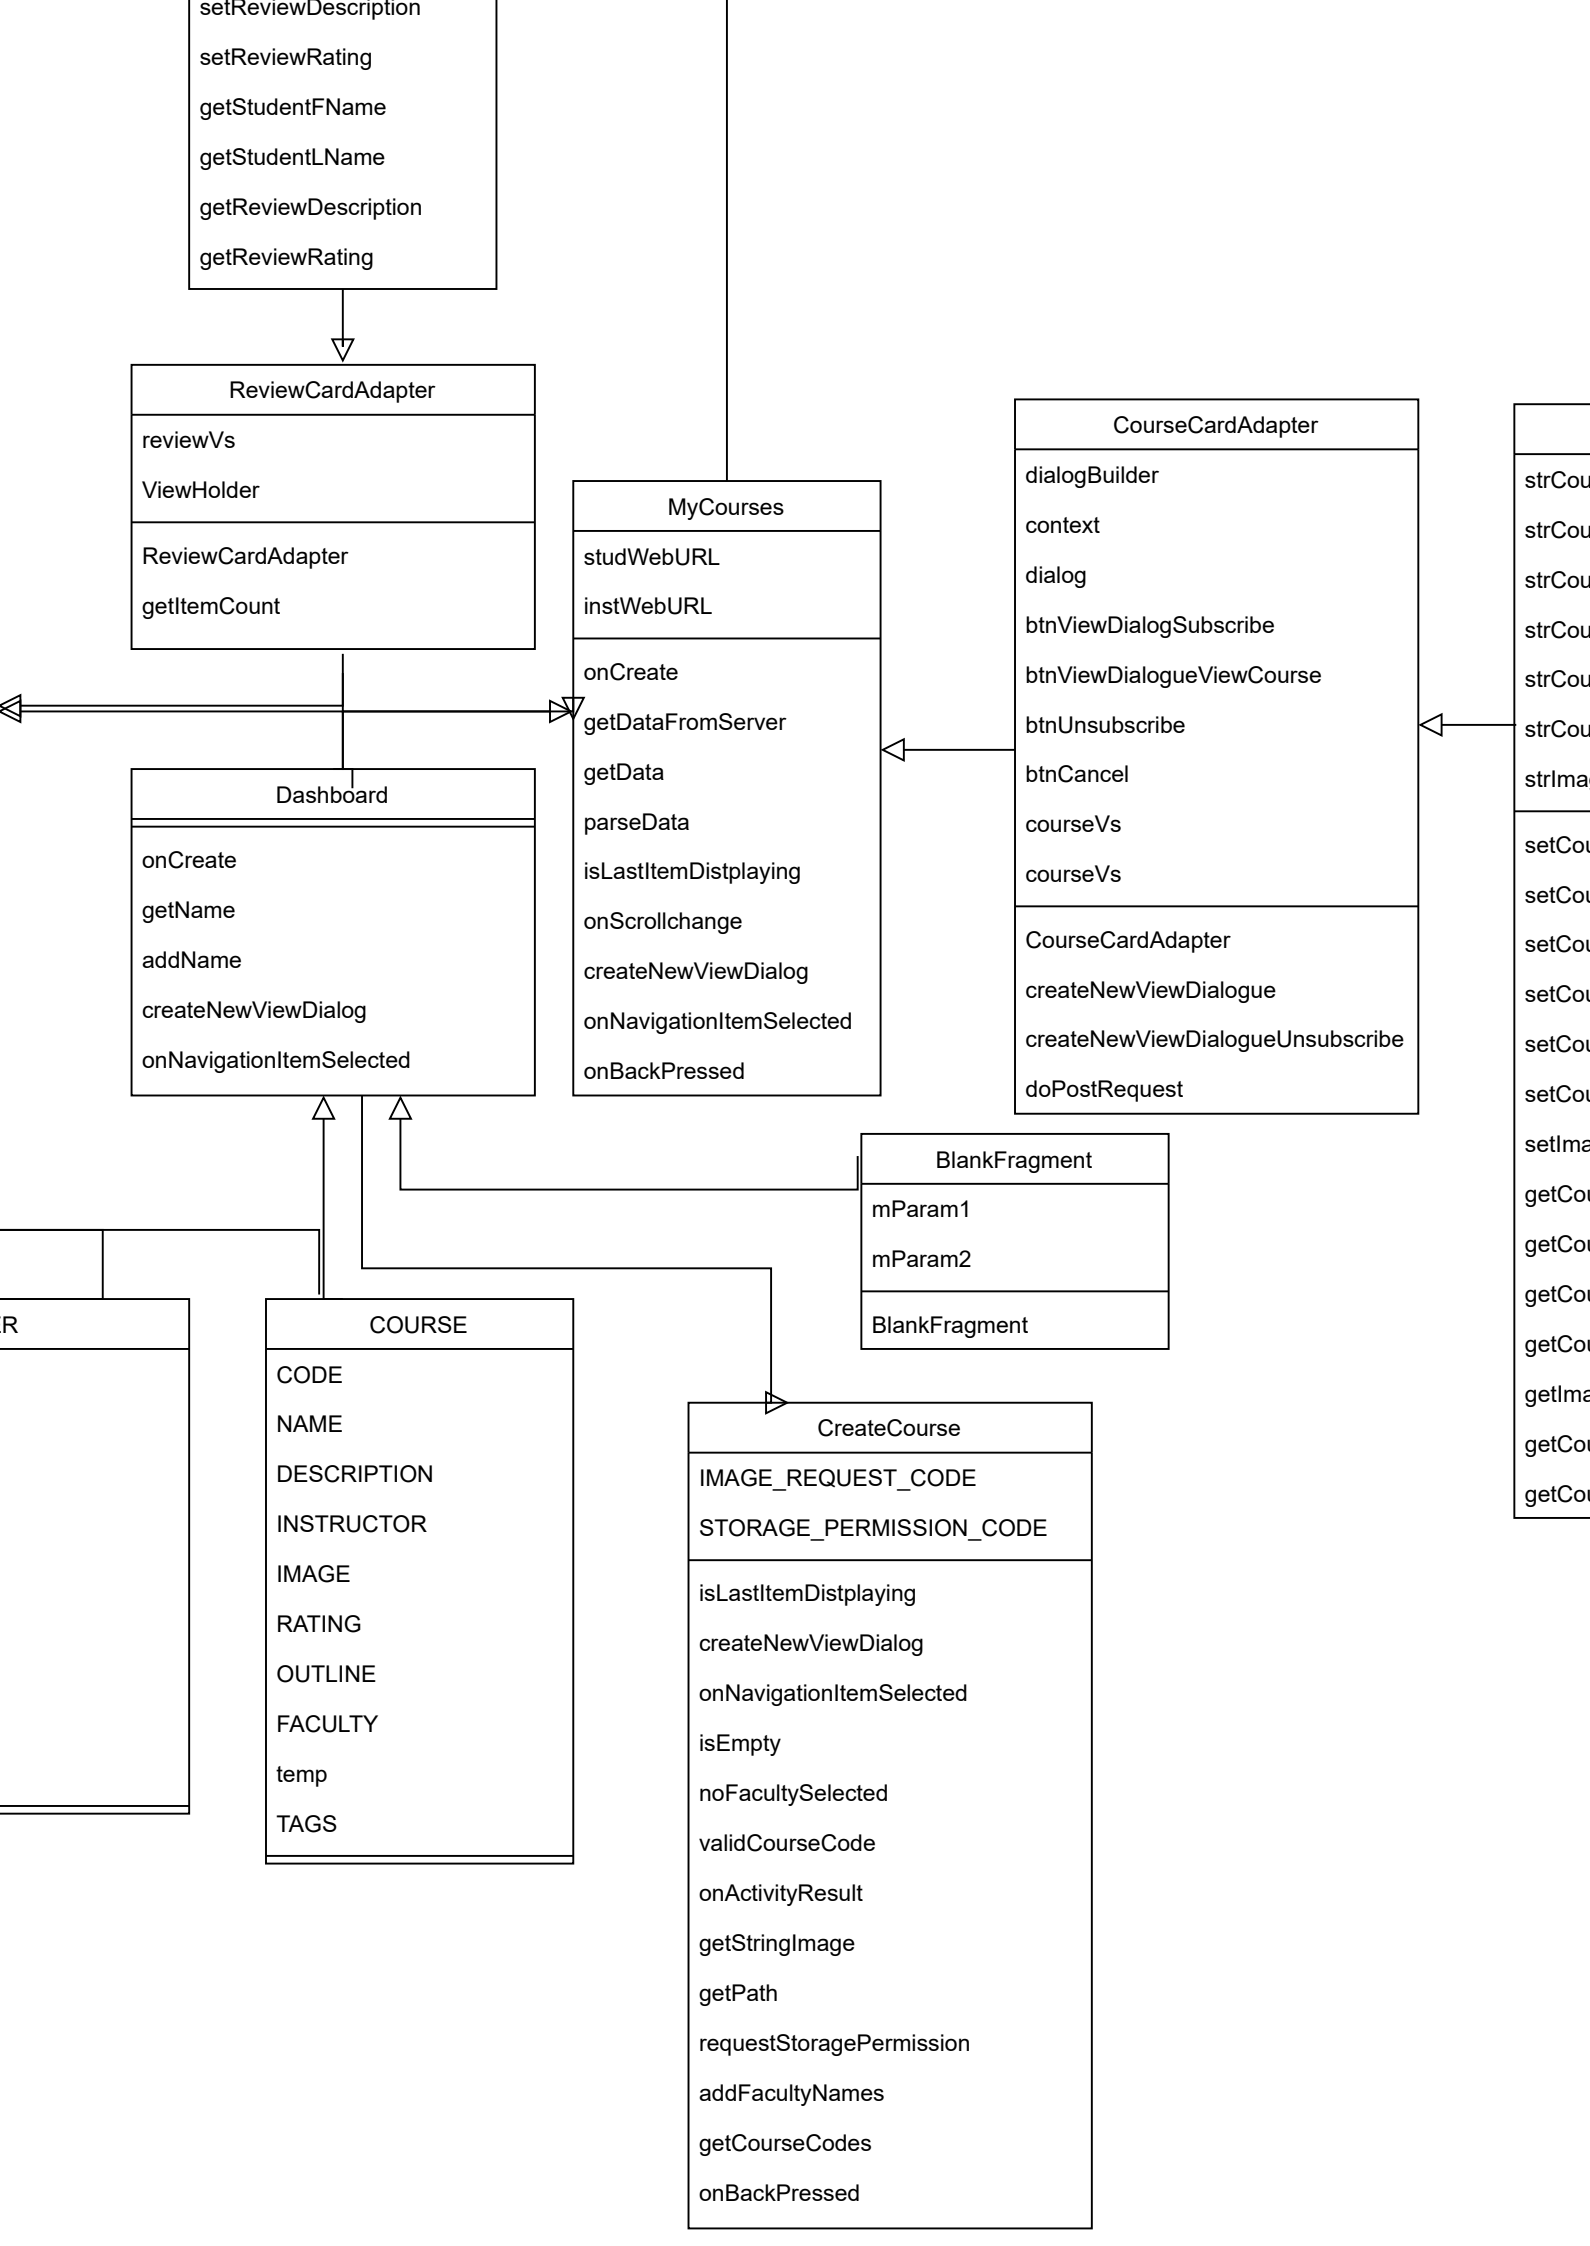 setReviewDescription
setReviewRating
getStudentFName
getStudentLName
getReviewDescription
getReviewRating
ReviewCardAdapter
reviewVs
ViewHolder
ReviewCardAdapter
getItemCount
Dashboard
onCreate
getName
addName
createNewViewDialog
onNavigationItemSelected
MyCourses
studWebURL
instWebURL
onCreate
getDataFromServer
getData
parseData
isLastItemDistplaying
onScrollchange
createNewViewDialog
onNavigationItemSelected
onBackPressed
CourseCardAdapter
dialogBuilder
context
dialog
btnViewDialogSubscribe
btnViewDialogueViewCourse
btnUnsubscribe
btnCancel
courseVs
courseVs
CourseCardAdapter
createNewViewDialogue
createNewViewDialogueUnsubscribe
doPostRequest
BlankFragment
mParam1
mParam2
BlankFragment
COURSE
CODE
NAME
DESCRIPTION
INSTRUCTOR
IMAGE
RATING
OUTLINE
FACULTY
temp
TAGS
CreateCourse
IMAGE_REQUEST_CODE
STORAGE_PERMISSION_CODE
isLastItemDistplaying
createNewViewDialog
onNavigationItemSelected
isEmpty
noFacultySelected
validCourseCode
onActivityResult
getStringImage
getPath
requestStoragePermission
addFacultyNames
getCourseCodes
onBackPressed